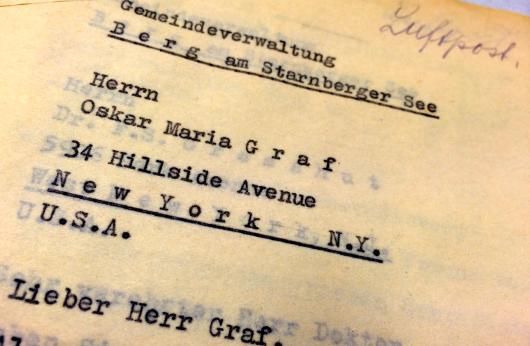 Luftpost.
Gemeindeverwaltung
B e r g  am Starnberger See
Herrn
Oskar Maria G r a f
34 Hillside Avenue
N e w Y o r k  N.Y.
U.S.A.
Lieber Herr Graf.